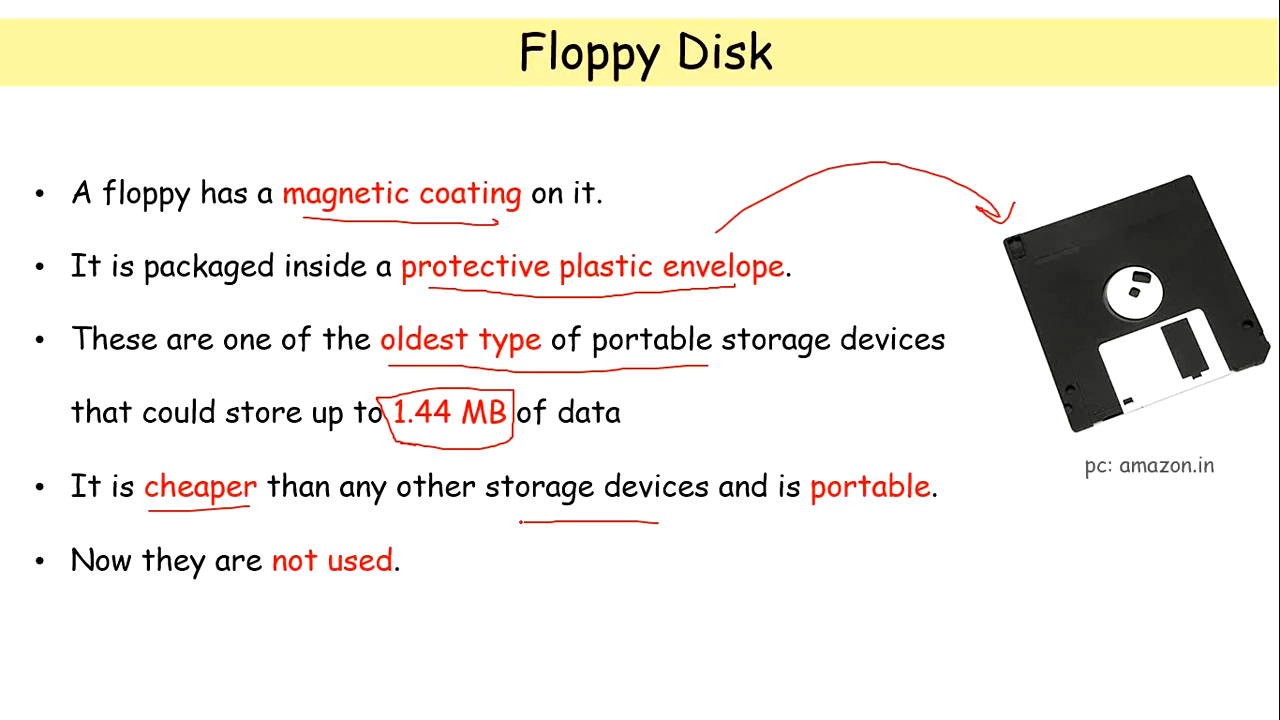 Floppy Disk
• A floppy has a magnetic coating on it.
• It is packaged inside a protective plastic envelope.
• These are one of the oldest type of portable storage devices
that could store up to 1.44 MB of data
• It is cheaper than any other storage devices and is portable.
• Now they are not used.
pc: amazon.in